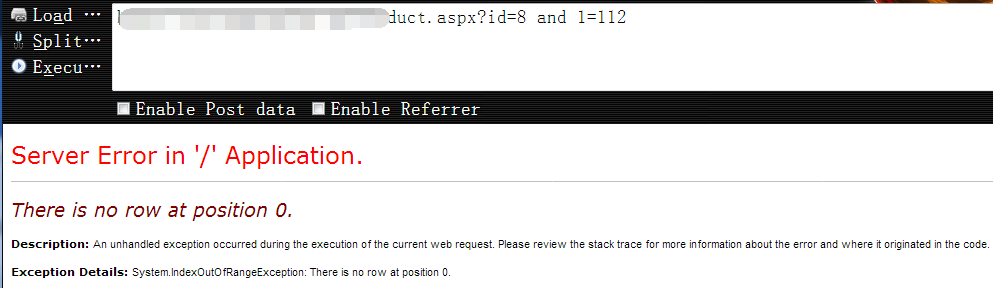 Load ···
duct.aspx?id=8 and 1=112
Split···
Execu···
Enable Post data Enable Referrer
Server Error in '/' Application.
There is no row at position 0.
Description: An unhandled exception occurred during the execution of the current web request. Please review the stack trace for more information about the error and where it originated in the code.
Exception Details: System.IndexOutOfRangeException: There is no row at position 0.